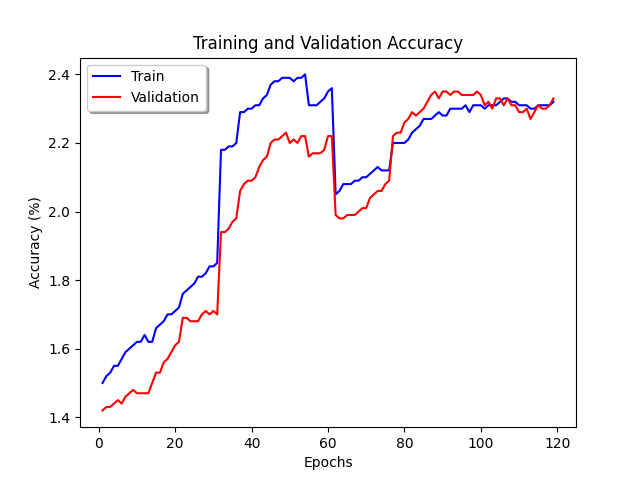 Training and Validation Accuracy
Train
Validation
Accuracy (%)
2.4
2.2
2.0
1.8
1.6
1.4
0 20 40 60 80 100 120
Epochs